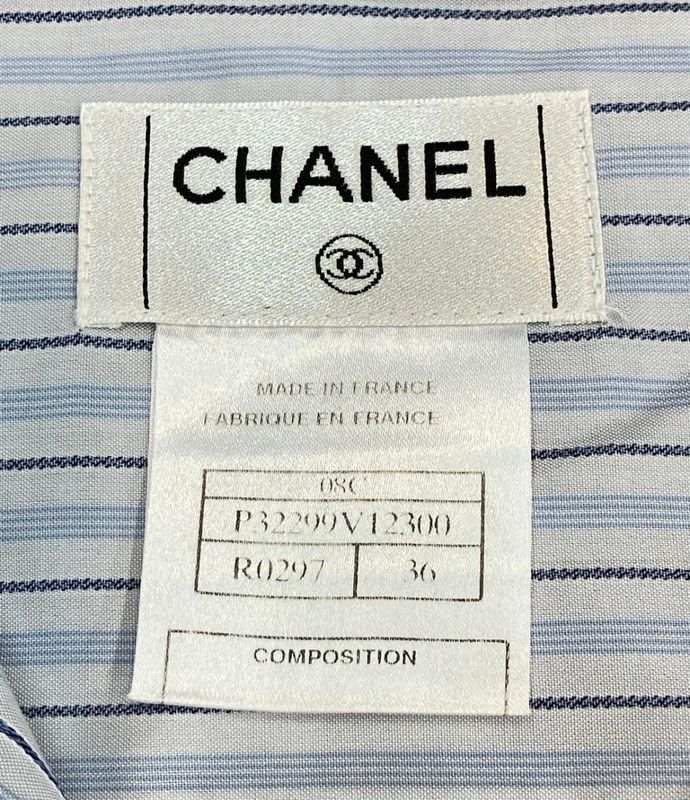 CHANEL
MADE IN FRANCE
FABRIQUE EN FRANCE
08C
P32299V12300
R0297 36
COMPOSITION